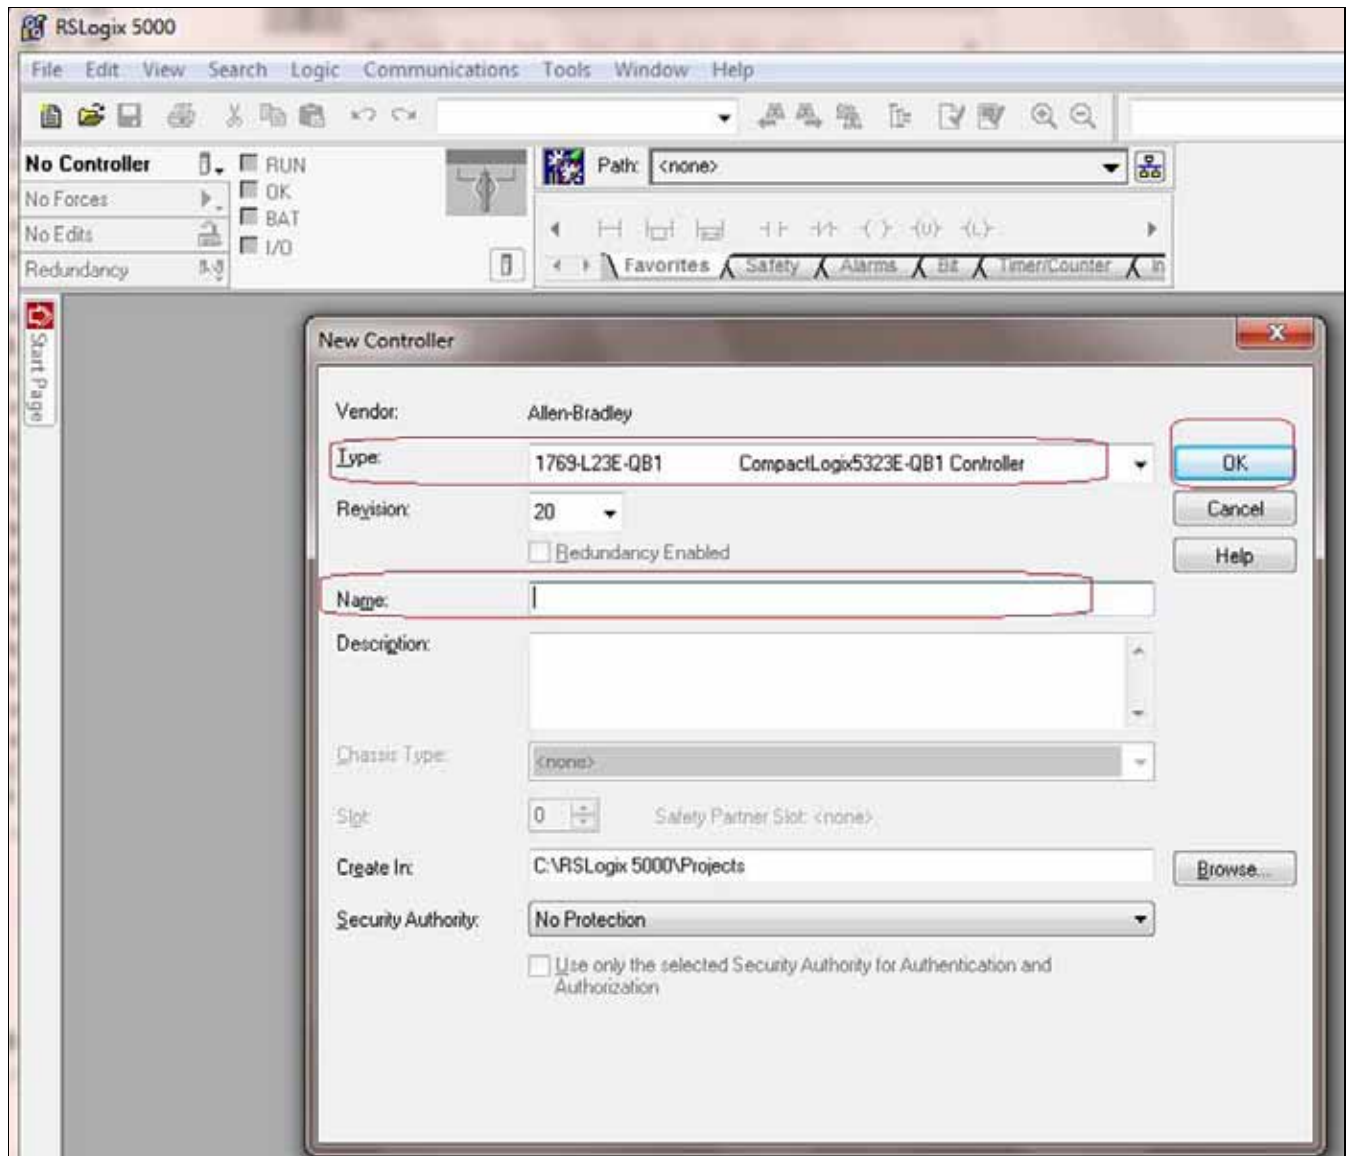 RSLogix 5000
File Edit View Search Logic Communications Tools Window Help
No Controller
RUN
Path: <none>
No Forces
OK
BAT
No Edits
I/O
Redundancy
Favorites Safety Alarms Bit Timer/Counter In
Start Page
New Controller
Vendor: Allen-Bradley
Type: 1769-L23E-QB1 CompactLogix5323E-QB1 Controller
OK
Revision: 20
Cancel
Redundancy Enabled
Help
Name:
Description:
Chassis Type: <none>
Slot: 0 Safety Partner Slot: <none>
Create In: C:\RSLogix 5000\Projects
Browse...
Security Authority: No Protection
Use only the selected Security Authority for Authentication and
Authorization